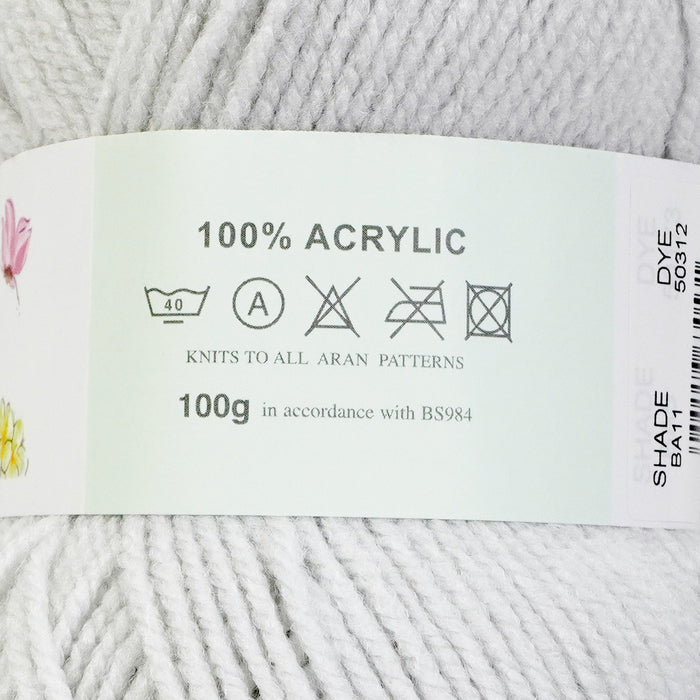 100% ACRYLIC
40 A
KNITS TO ALL ARAN PATTERNS
100g in accordance with BS984
SHADE
BA11
DYE
50312